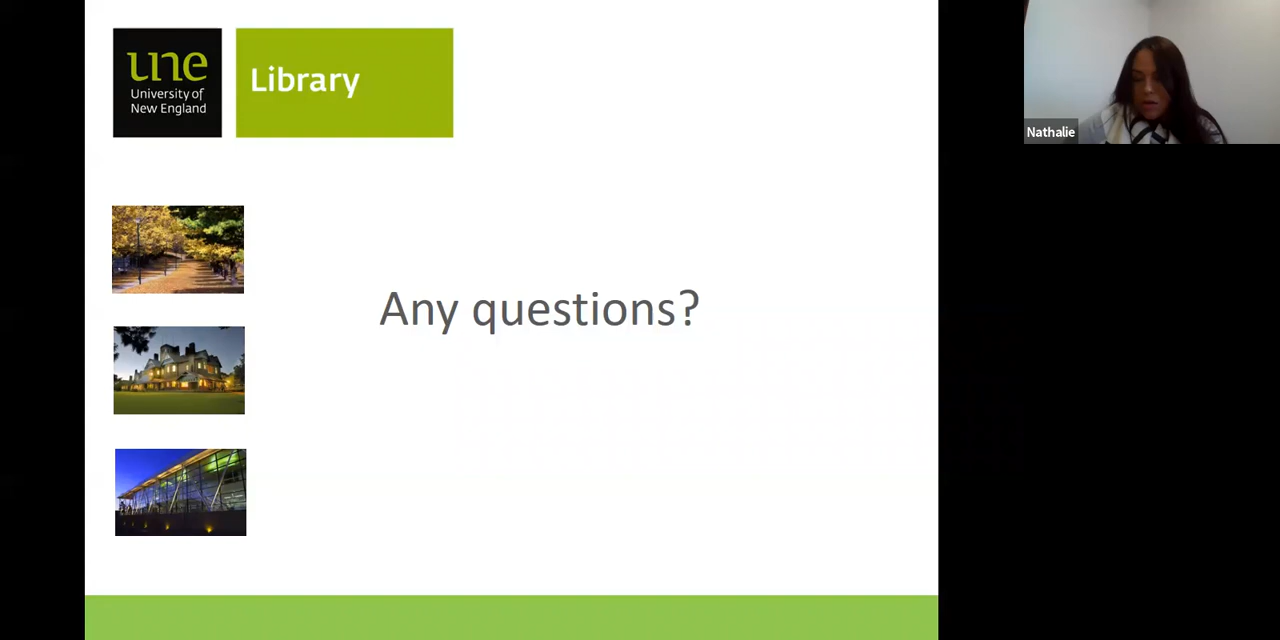 une
University of
New England
Library
Nathalie
Any questions?